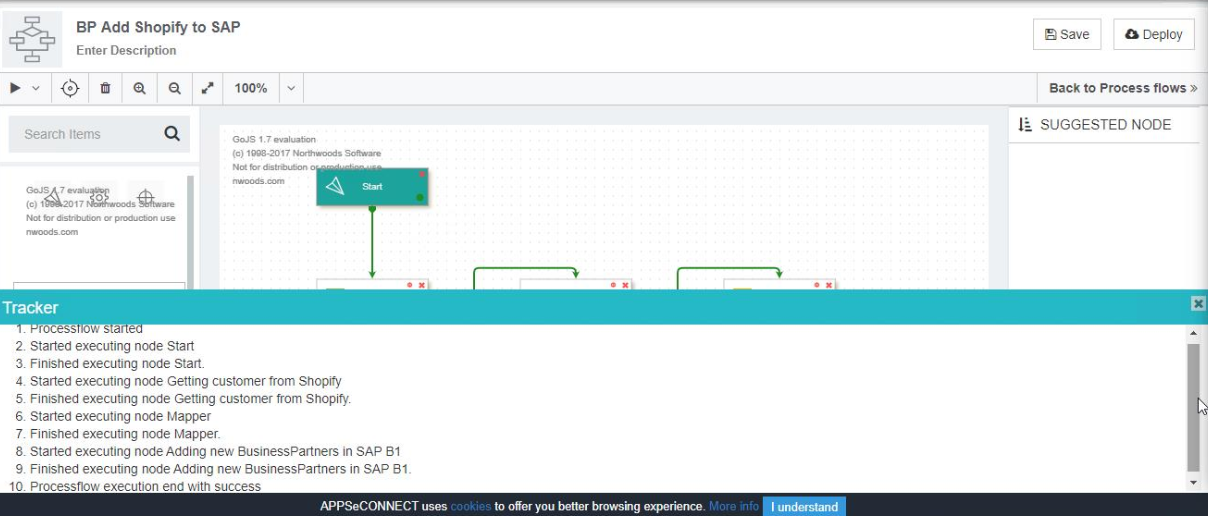 BP Add Shopify to SAP
Enter Description
Save
Deploy
100%
Back to Process flows »
Search Items
SUGGESTED NODE
GoJS 1.7 evaluation
(c) 1998-2017 Northwoods Software
Not for distribution or production use
nwoods.com
Start
GoJS 1.7 evaluation
(c) 1998-2017 Northwoods Software
Not for distribution or production use
nwoods.com
Tracker
1. Processflow started
2. Started executing node Start
3. Finished executing node Start.
4. Started executing node Getting customer from Shopify
5. Finished executing node Getting customer from Shopify.
6. Started executing node Mapper
7. Finished executing node Mapper.
8. Started executing node Adding new BusinessPartners in SAP B1
9. Finished executing node Adding new BusinessPartners in SAP B1.
10. Processflow execution end with success
APPSeCONNECT uses cookies to offer you better browsing experience. More info I understand